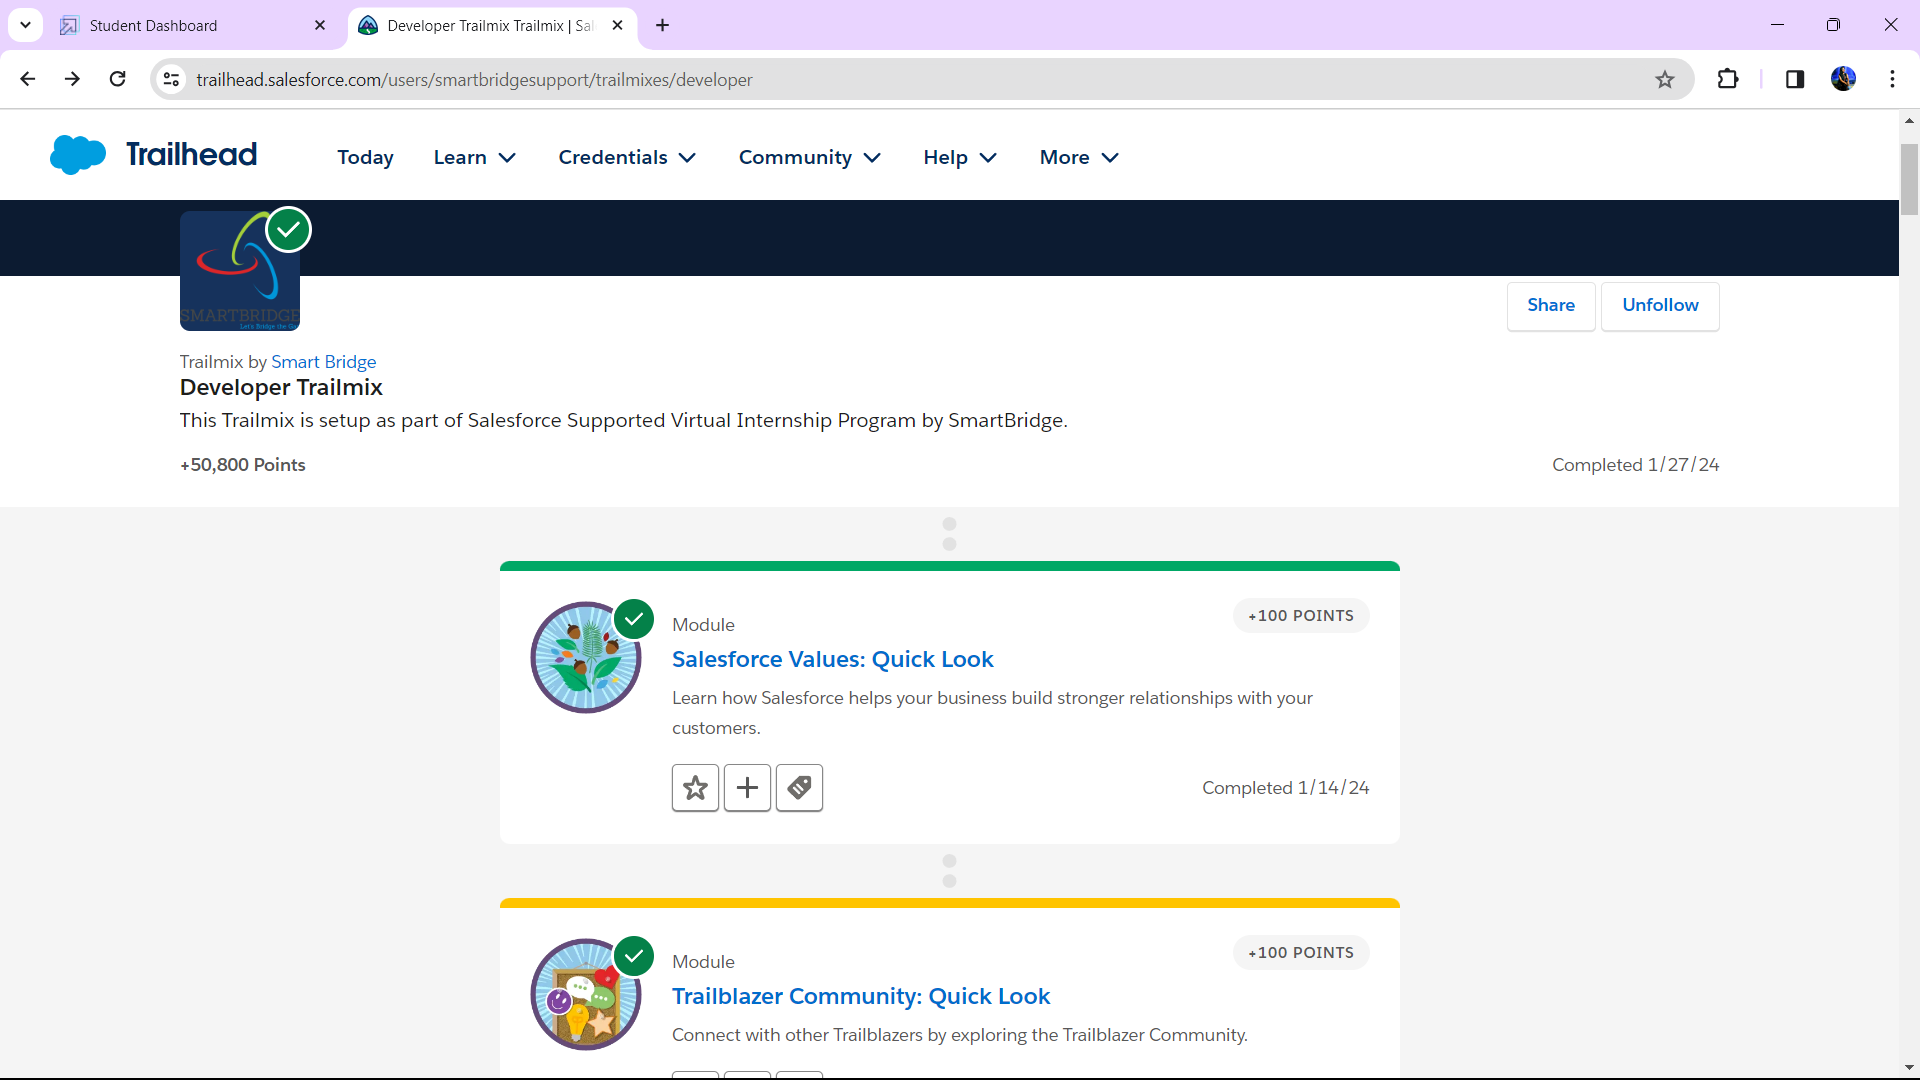 Student Dashboard
Developer Trailmix Trailmix | Sal
trailhead.salesforce.com/users/smartbridgesupport/trailmixes/developer
Trailhead
Today
Learn
Credentials
Community
Help
More
SMARTBRIDGE
Let's Bridge the Gap
Share
Unfollow
Trailmix by Smart Bridge
Developer Trailmix
This Trailmix is setup as part of Salesforce Supported Virtual Internship Program by SmartBridge.
+50,800 Points
Completed 1/27/24
+100 POINTS
Module
Salesforce Values: Quick Look
Learn how Salesforce helps your business build stronger relationships with your
customers.
Completed 1/14/24
+100 POINTS
Module
Trailblazer Community: Quick Look
Connect with other Trailblazers by exploring the Trailblazer Community.